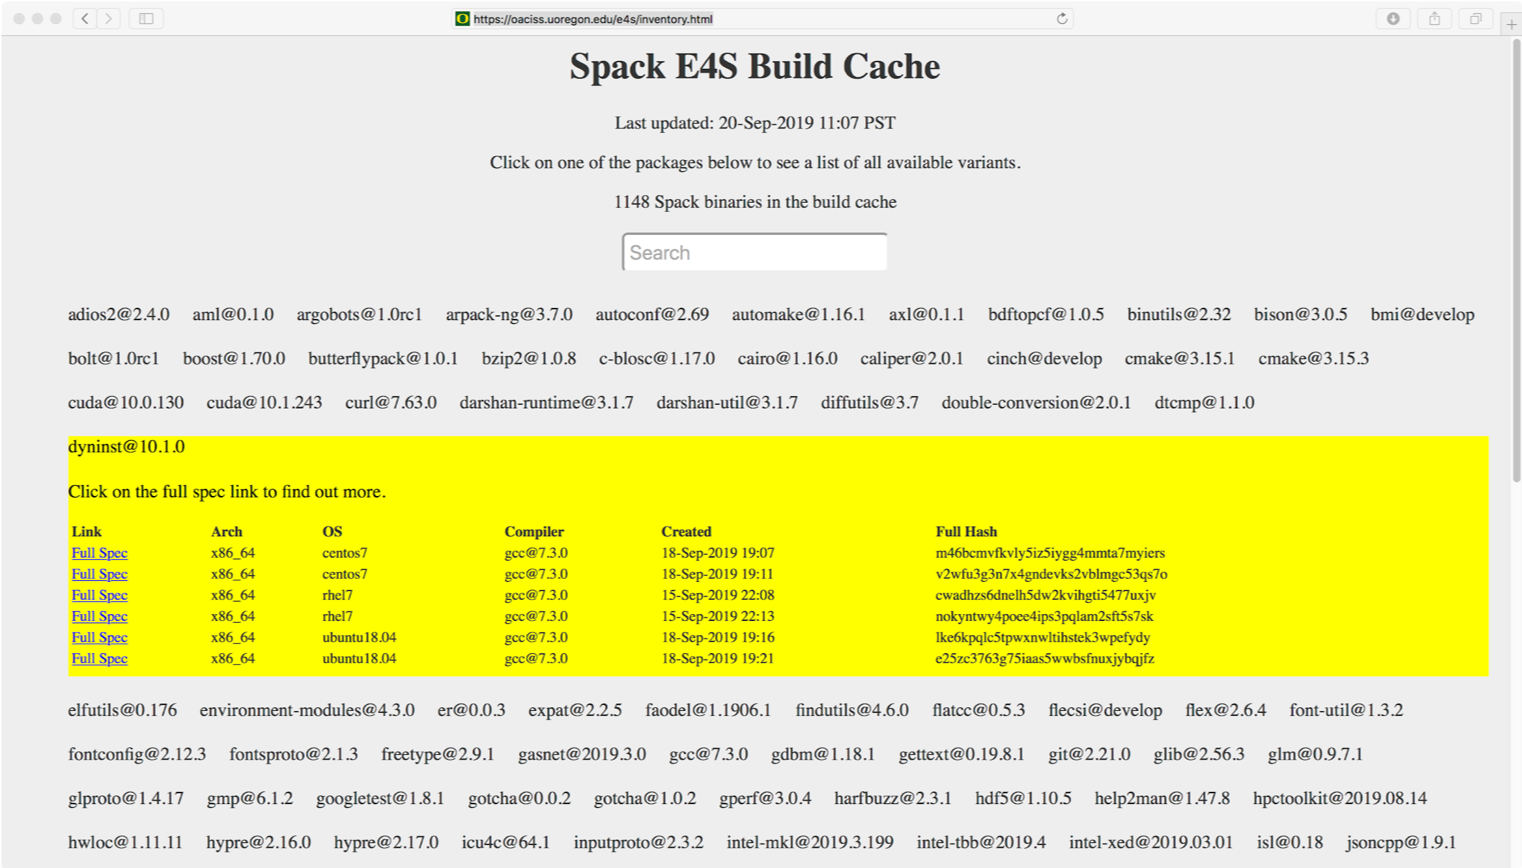 https://oaciss.uoregon.edu/e4s/inventory.html
Spack E4S Build Cache
Last updated: 20-Sep-2019 11:07 PST
Click on one of the packages below to see a list of all available variants.
1148 Spack binaries in the build cache
Search
adios2@2.4.0 aml@0.1.0 argobots@1.0rc1 arpack-ng@3.7.0 autoconf@2.69 automake@1.16.1 axl@0.1.1 bdftopcf@1.0.5 binutils@2.32 bison@3.0.5 bmi@develop
bolt@1.0rc1 boost@1.70.0 butterflypack@1.0.1 bzip2@1.0.8 c-blosc@1.17.0 cairo@1.16.0 caliper@2.0.1 cinch@develop cmake@3.15.1 cmake@3.15.3
cuda@10.0.130 cuda@10.1.243 curl@7.63.0 darshan-runtime@3.1.7 darshan-util@3.1.7 diffutils@3.7 double-conversion@2.0.1 dtcmp@1.1.0
dyninst@10.1.0
Click on the full spec link to find out more.
Link Arch OS Compiler Created Full Hash
Full Spec x86_64 centos7 gcc@7.3.0 18-Sep-2019 19:07 m46bcmvfkvly5iz5iygg4mmta7myiers
Full Spec x86_64 centos7 gcc@7.3.0 18-Sep-2019 19:11 v2wfu3g3n7x4gndevks2vblmgc53qs7o
Full Spec x86_64 rhel7 gcc@7.3.0 15-Sep-2019 22:08 cwadhzs6dnelh5dw2kvihgti5477uxjv
Full Spec x86_64 rhel7 gcc@7.3.0 15-Sep-2019 22:13 nokyntwy4poee4ips3pqlam2sft5s7sk
Full Spec x86_64 ubuntu18.04 gcc@7.3.0 18-Sep-2019 19:16 lke6kpqlc5tpwxnwltihstek3wpefydy
Full Spec x86_64 ubuntu18.04 gcc@7.3.0 18-Sep-2019 19:21 e25zc3763g75iaas5wwbsfnuxjybqjfz
elfutils@0.176 environment-modules@4.3.0 er@0.0.3 expat@2.2.5 faodel@1.1906.1 findutils@4.6.0 flatcc@0.5.3 flecsi@develop flex@2.6.4 font-util@1.3.2
fontconfig@2.12.3 fontsproto@2.1.3 freetype@2.9.1 gasnet@2019.3.0 gcc@7.3.0 gdbm@1.18.1 gettext@0.19.8.1 git@2.21.0 glib@2.56.3 glm@0.9.7.1
glproto@1.4.17 gmp@6.1.2 googletest@1.8.1 gotcha@0.0.2 gotcha@1.0.2 gperf@3.0.4 harfbuzz@2.3.1 hdf5@1.10.5 help2man@1.47.8 hpctoolkit@2019.08.14
hwloc@1.11.11 hypre@2.16.0 hypre@2.17.0 icu4c@64.1 inputproto@2.3.2 intel-mkl@2019.3.199 intel-tbb@2019.4 intel-xed@2019.03.01 isl@0.18 jsoncpp@1.9.1